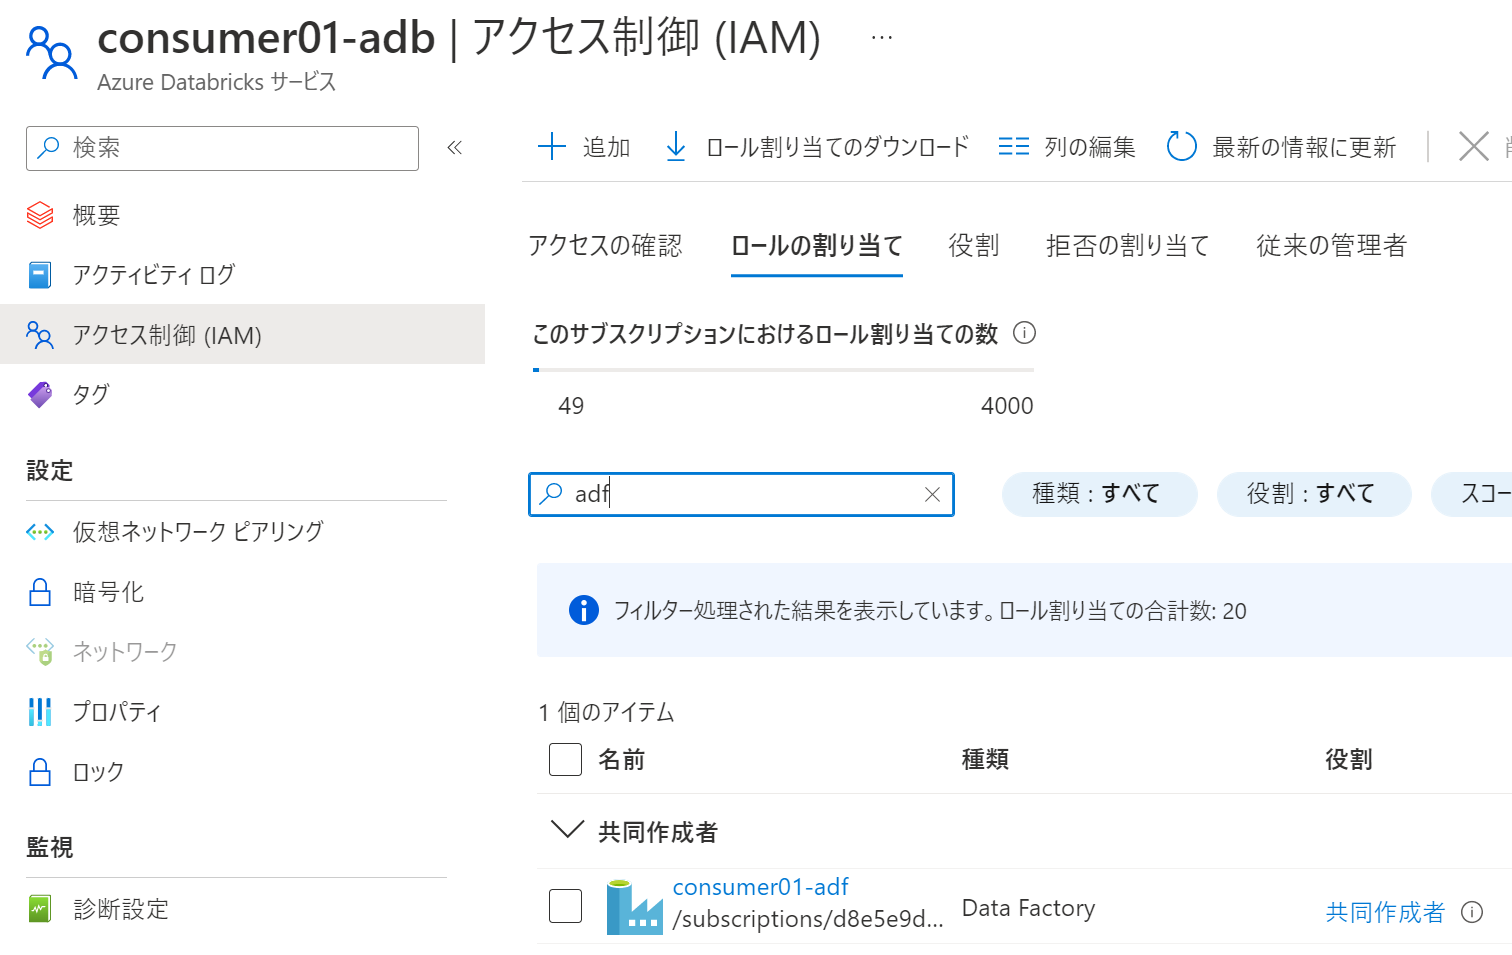 consumer01-adb | アクセス制御 (IAM) ...
Azure Databricks サービス
検索
«
追加
ロール割り当てのダウンロード
列の編集
最新の情報に更新
概要
アクティビティ ログ
アクセス制御 (IAM)
タグ
設定
仮想ネットワーク ピアリング
暗号化
ネットワーク
プロパティ
ロック
監視
診断設定
アクセスの確認
ロールの割り当て
役割
拒否の割り当て
従来の管理者
このサブスクリプションにおけるロール割り当ての数
49
4000
adf
種類 : すべて
役割 : すべて
スコー
フィルター処理された結果を表示しています。ロール割り当ての合計数: 20
1 個のアイテム
名前
種類
役割
共同作成者
consumer01-adf
/subscriptions/d8e5e9d...
Data Factory
共同作成者